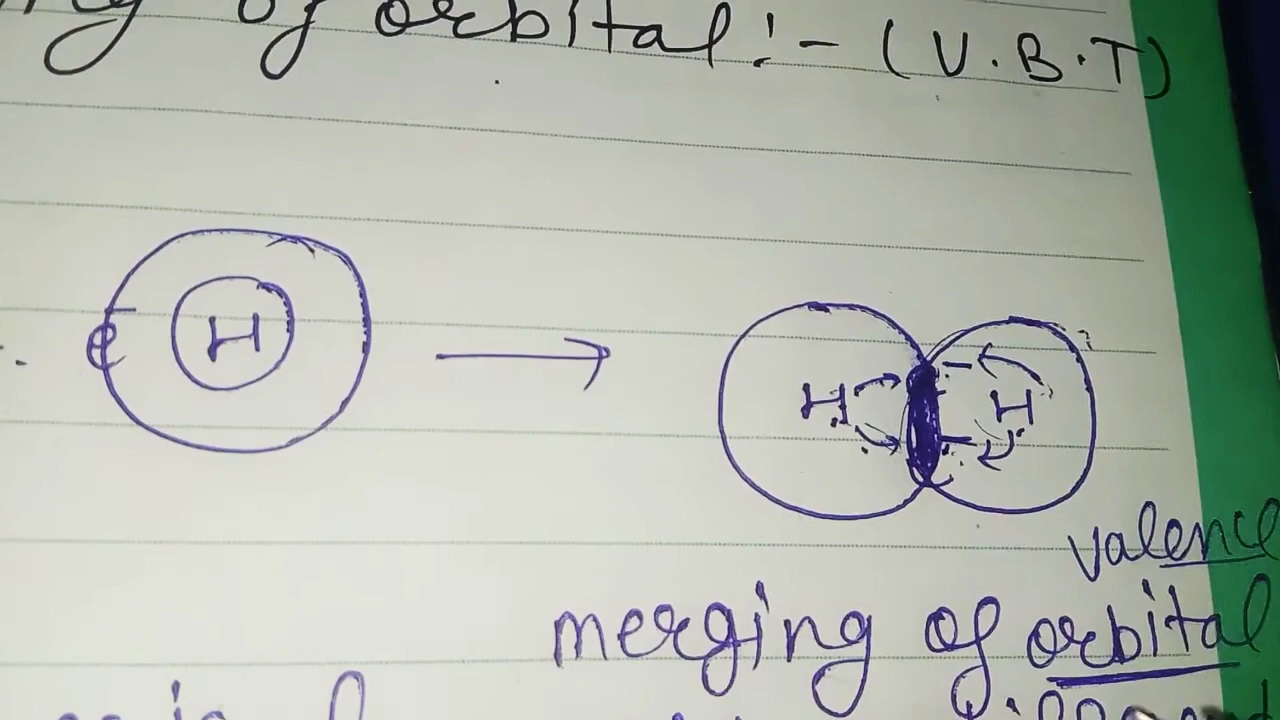 of orbital :- (V.B.T)
e⁻ H
H H
valence
merging of orbital